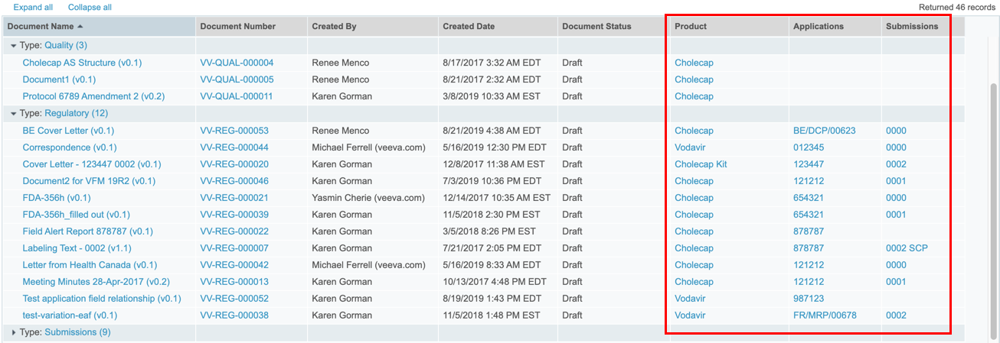 Expand all Collapse all Returned 46 records
Document Name Document Number Created By Created Date Document Status Product Applications Submissions
Type: Quality (3)
Cholecap AS Structure (v0.1) VV-QUAL-000004 Renee Menco 8/17/2017 3:32 AM EDT Draft Cholecap
Document1 (v0.1) VV-QUAL-000005 Renee Menco 8/21/2017 2:32 AM EDT Draft Cholecap
Protocol 6789 Amendment 2 (v0.2) VV-QUAL-000011 Karen Gorman 3/8/2019 10:33 AM EST Draft Cholecap
Type: Regulatory (12)
BE Cover Letter (v0.1) VV-REG-000053 Renee Menco 8/21/2019 4:38 AM EDT Draft Cholecap BE/DCP/00623 0000
Correspondence (v0.1) VV-REG-000044 Michael Ferrell (veeva.com) 5/16/2019 12:30 PM EDT Draft Vodavir 012345 0000
Cover Letter - 123447 0002 (v0.1) VV-REG-000020 Karen Gorman 12/8/2017 11:38 AM EST Draft Cholecap Kit 123447 0002
Document2 for VFM 19R2 (v0.1) VV-REG-000046 Karen Gorman 7/3/2019 10:36 PM EDT Draft Cholecap 121212 0001
FDA-356h (v0.1) VV-REG-000021 Yasmin Cherie (veeva.com) 12/14/2017 10:35 AM EST Draft Cholecap 654321 0000
FDA-356h_filled out (v0.1) VV-REG-000039 Karen Gorman 11/5/2018 2:30 PM EST Draft Cholecap 654321 0001
Field Alert Report 878787 (v0.1) VV-REG-000022 Karen Gorman 3/5/2018 8:26 PM EST Draft Cholecap 878787
Labeling Text - 0002 (v1.1) VV-REG-000007 Karen Gorman 7/21/2017 2:05 PM EDT Draft Cholecap 878787 0002 SCP
Letter from Health Canada (v0.1) VV-REG-000042 Michael Ferrell (veeva.com) 5/16/2019 8:33 AM EDT Draft Cholecap 121212 0000
Meeting Minutes 28-Apr-2017 (v0.2) VV-REG-000013 Karen Gorman 10/13/2017 4:48 PM EDT Draft Cholecap 121212 0001
Test application field relationship (v0.1) VV-REG-000052 Karen Gorman 8/19/2019 1:43 PM EDT Draft Vodavir 987123
test-variation-eaf (v0.1) VV-REG-000038 Karen Gorman 11/5/2018 1:48 PM EST Draft Vodavir FR/MRP/00678 0002
Type: Submissions (9)